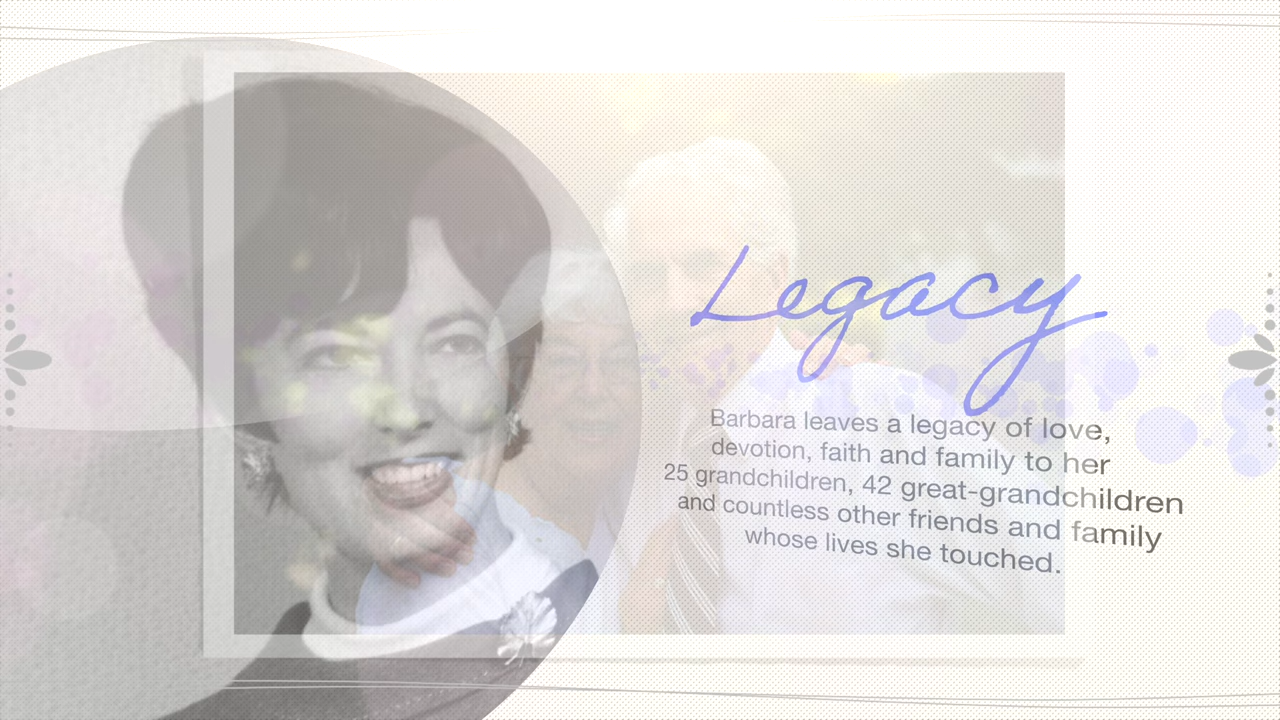 Legacy
Barbara leaves a legacy of love,
devotion, faith and family to her
25 grandchildren, 42 great-grandchildren
and countless other friends and family
whose lives she touched.